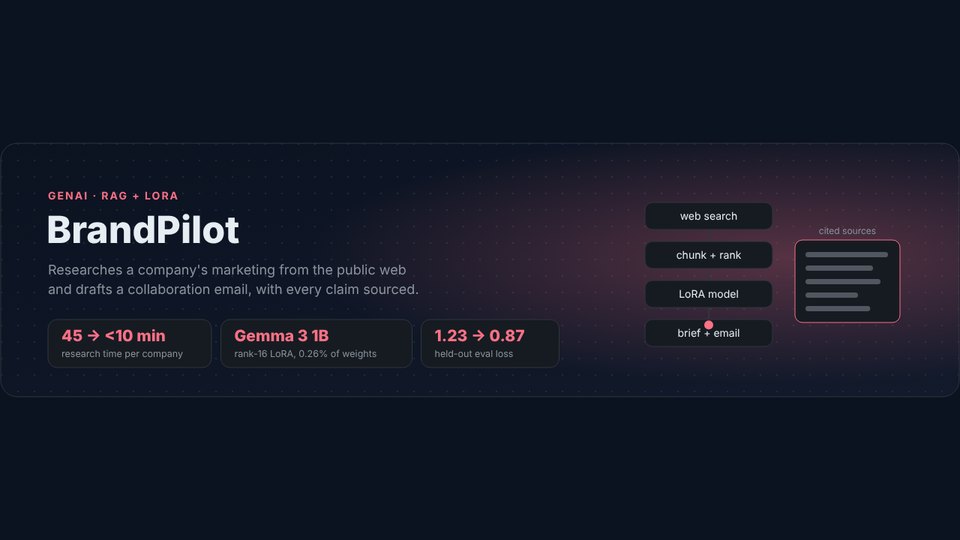 GENAI · RAG + LORA
BrandPilot
Researches a company's marketing from the public web
and drafts a collaboration email, with every claim sourced.
45 → <10 min
research time per company
Gemma 3 1B
rank-16 LoRA, 0.26% of weights
1.23 → 0.87
held-out eval loss
web search
chunk + rank
LoRA model
brief + email
cited sources